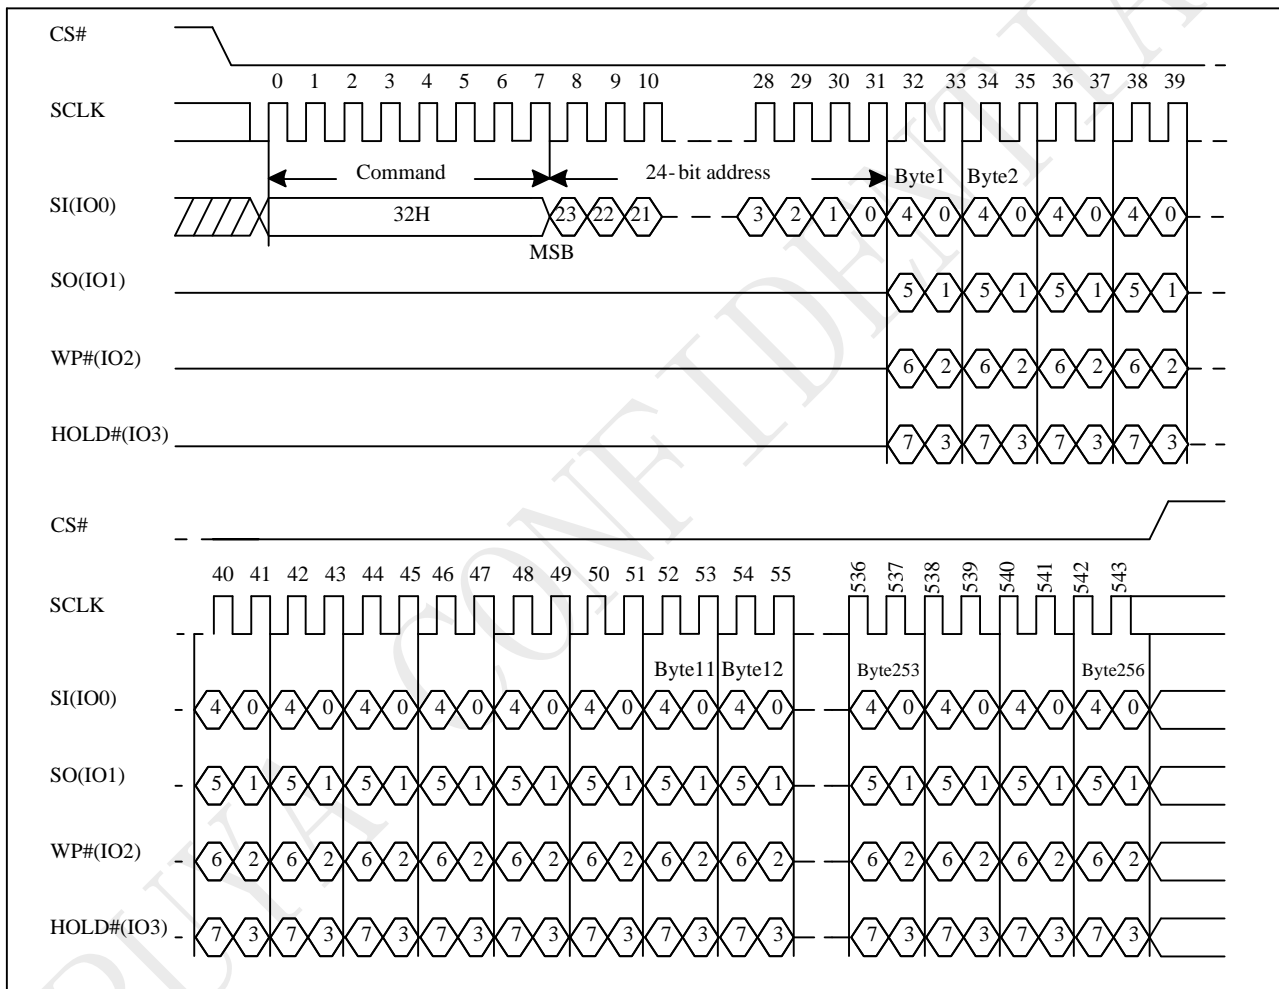 CS#
0 1 2 3 4 5 6 7 8 9 10 28 29 30 31 32 33 34 35 36 37 38 39
SCLK
Command 24-bit address Byte1 Byte2
SI(IO0) 32H 23 22 21 3 2 1 0 4 0 4 0 4 0 4 0
MSB
SO(IO1) 5 1 5 1 5 1 5 1
WP#(IO2) 6 2 6 2 6 2 6 2
HOLD#(IO3) 7 3 7 3 7 3 7 3
CS#
40 41 42 43 44 45 46 47 48 49 50 51 52 53 54 55 536 537 538 539 540 541 542 543
SCLK
Byte11 Byte12 Byte253 Byte256
SI(IO0) 4 0 4 0 4 0 4 0 4 0 4 0 4 0 4 0 4 0 4 0 4 0 4 0
SO(IO1) 5 1 5 1 5 1 5 1 5 1 5 1 5 1 5 1 5 1 5 1 5 1 5 1
WP#(IO2) 6 2 6 2 6 2 6 2 6 2 6 2 6 2 6 2 6 2 6 2 6 2 6 2
HOLD#(IO3) 7 3 7 3 7 3 7 3 7 3 7 3 7 3 7 3 7 3 7 3 7 3 7 3
PUYA CONFIDENTIAL